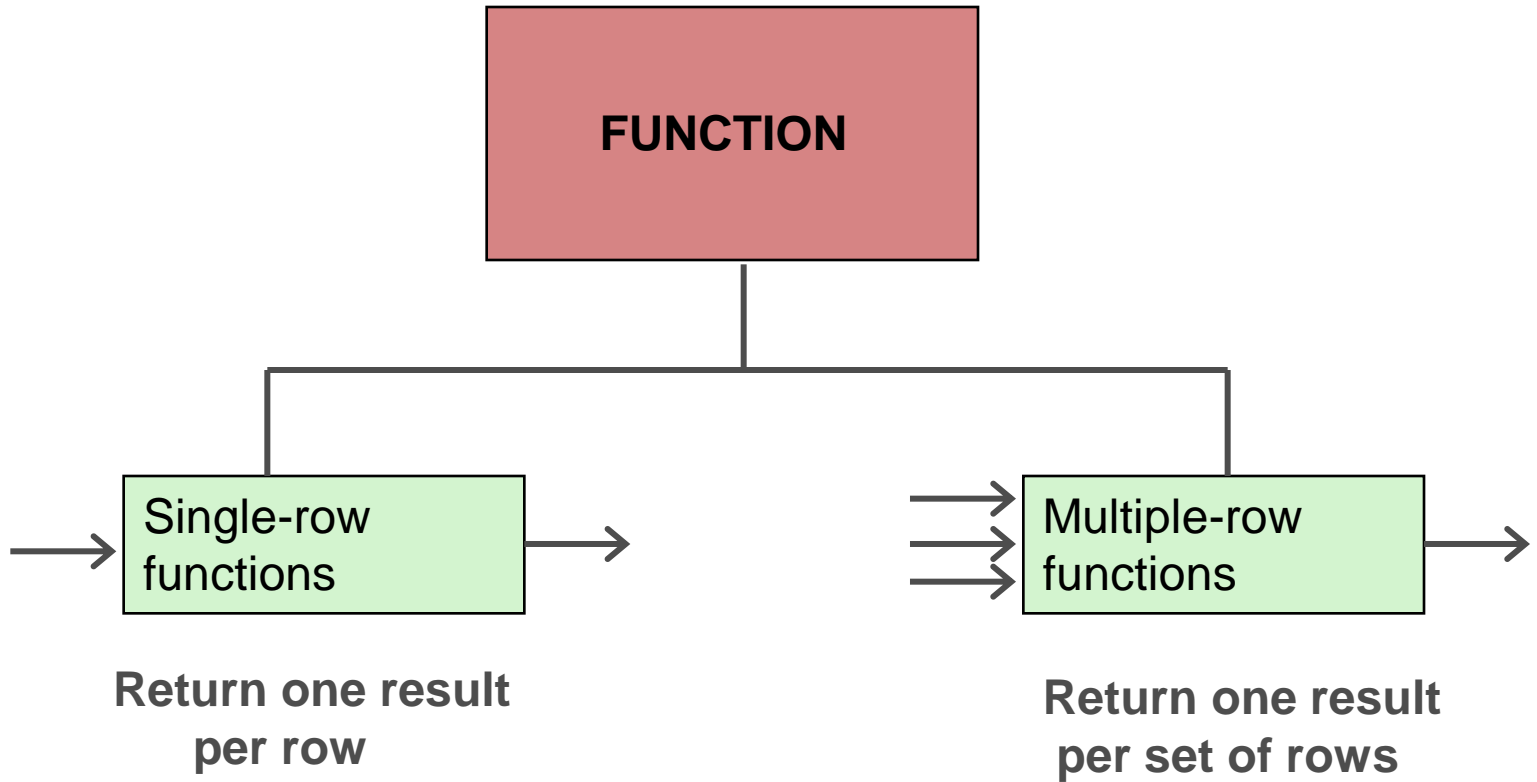 FUNCTION
Single-row
functions
Return one result
per row
Multiple-row
functions
Return one result
per set of rows